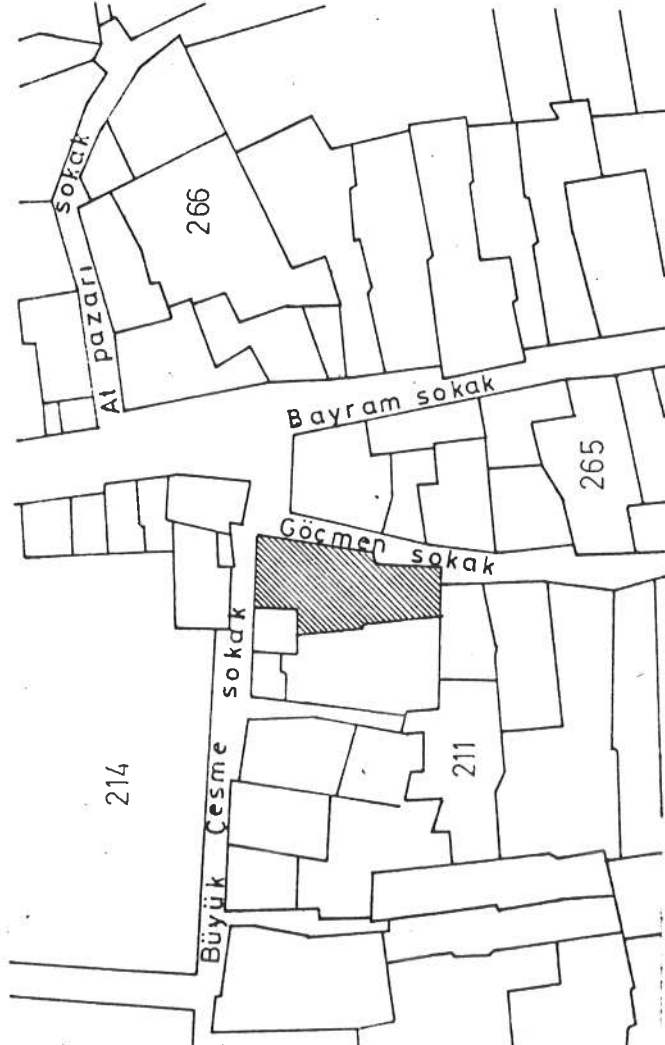 At pazarı sokak
266
Bayram sokak
265
Göçmen sokak
Büyük Çesme sokak
214
211